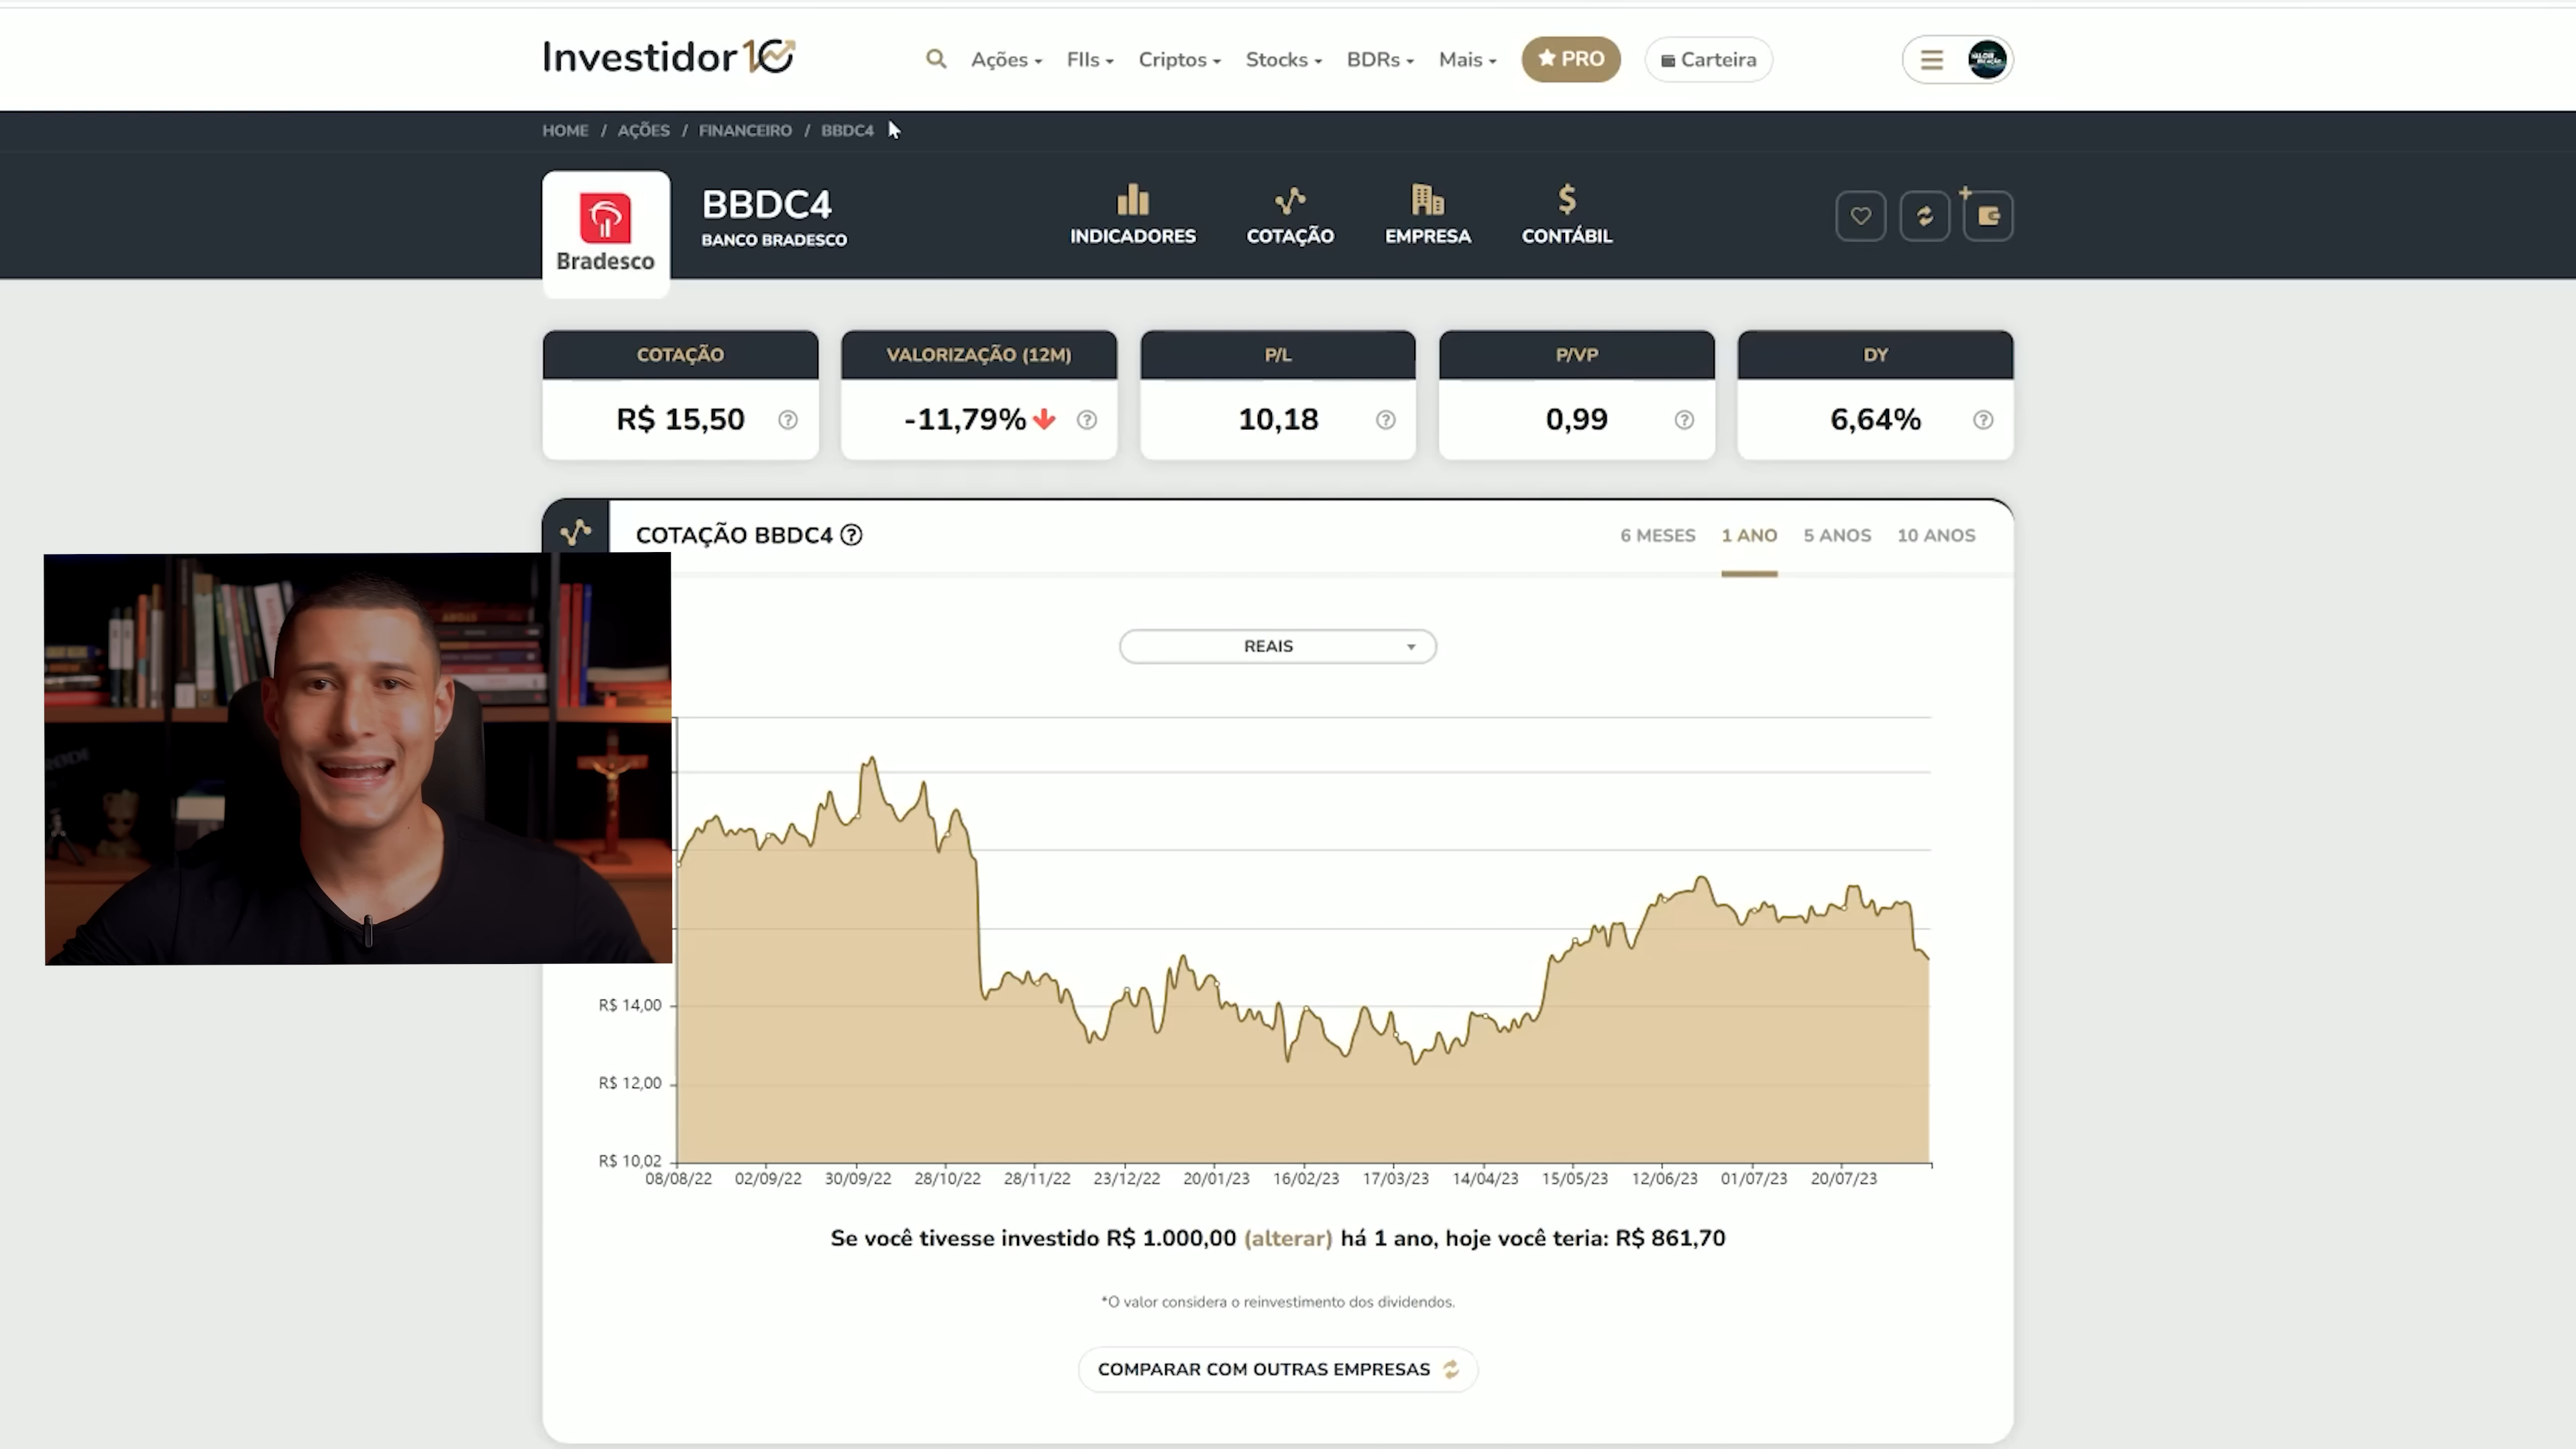 Investidor10
Ações FIIs Criptos Stocks BDRs Mais PRO Carteira
HOME / AÇÕES / FINANCEIRO / BBDC4
Bradesco
BBDC4
BANCO BRADESCO
INDICADORES COTAÇÃO EMPRESA CONTÁBIL
COTAÇÃO VALORIZAÇÃO (12M) P/L P/VP DY
R$ 15,50 -11,79% 10,18 0,99 6,64%
COTAÇÃO BBDC4
6 MESES 1 ANO 5 ANOS 10 ANOS
REAIS
R$ 14,00
R$ 12,00
R$ 10,02
08/08/22 02/09/22 30/09/22 28/10/22 28/11/22 23/12/22 20/01/23 16/02/23 17/03/23 14/04/23 15/05/23 12/06/23 01/07/23 20/07/23
Se você tivesse investido R$ 1.000,00 (alterar) há 1 ano, hoje você teria: R$ 861,70
*O valor considera o reinvestimento dos dividendos.
COMPARAR COM OUTRAS EMPRESAS